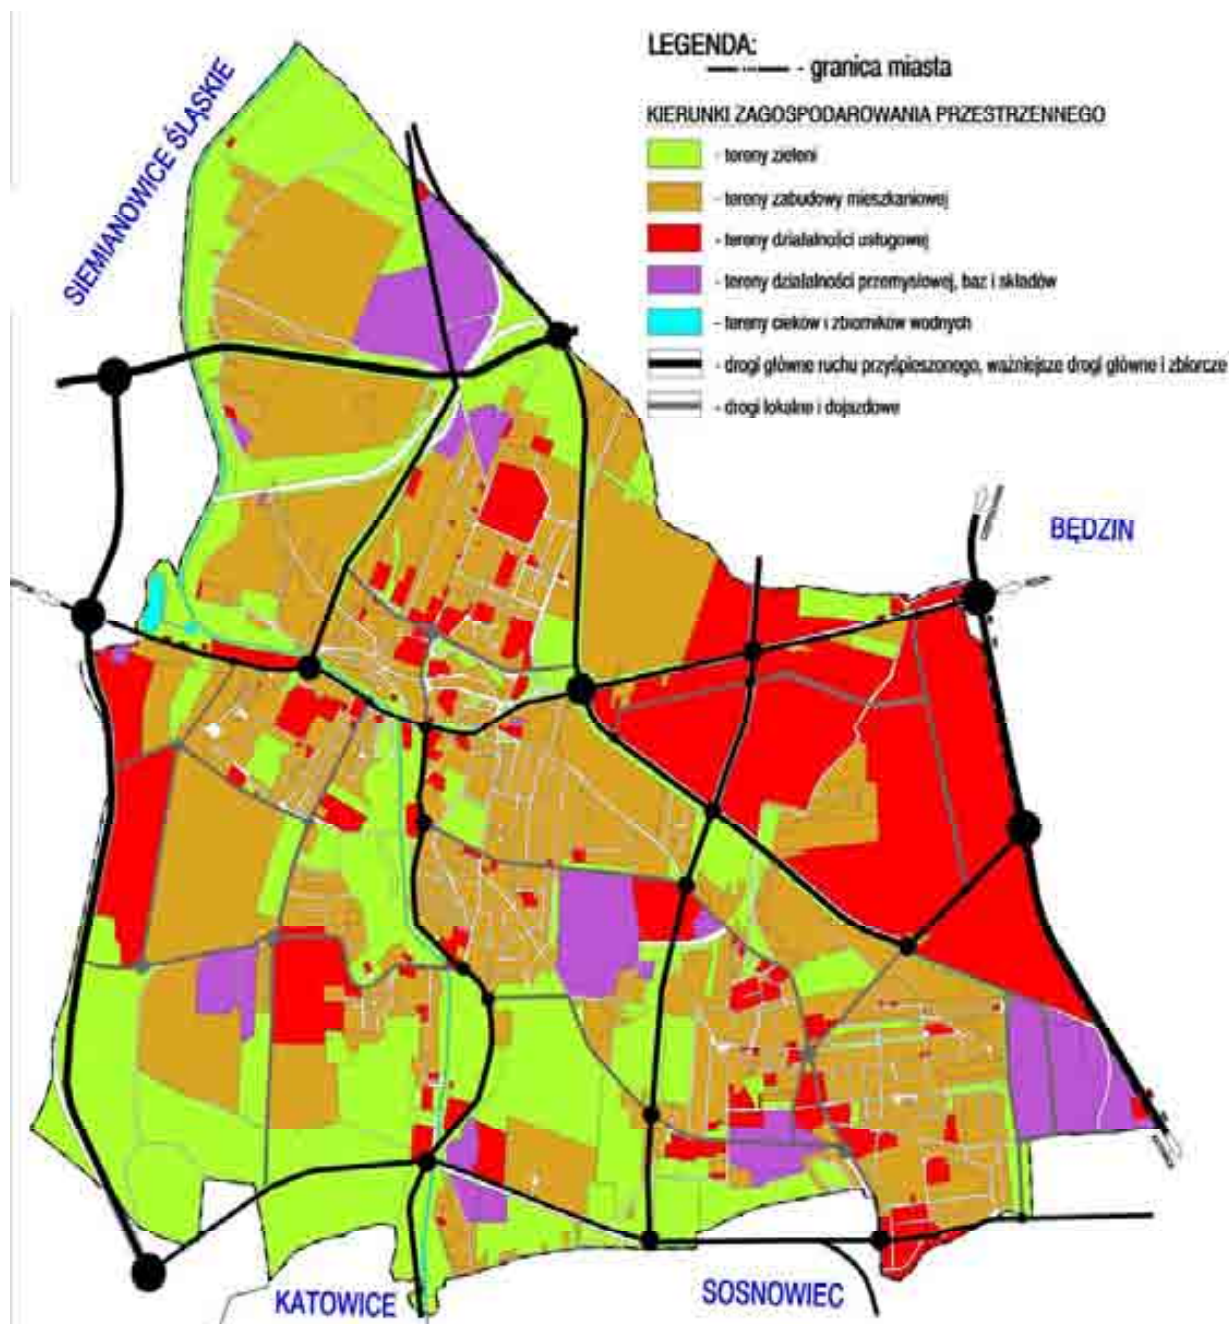 LEGENDA:
- granica miasta
KIERUNKI ZAGOSPODAROWANIA PRZESTRZENNEGO
- tereny zieleni
- tereny zabudowy mieszkaniowej
- tereny działalności usługowej
- tereny działalności przemysłowej, baz i składów
- tereny cieków i zbiorników wodnych
- drogi główne ruchu przyśpieszonego, ważniejsze drogi główne i zbiorcze
- drogi lokalne i dojazdowe
SIEMIANOWICE ŚLĄSKIE
BĘDZIN
KATOWICE
SOSNOWIEC